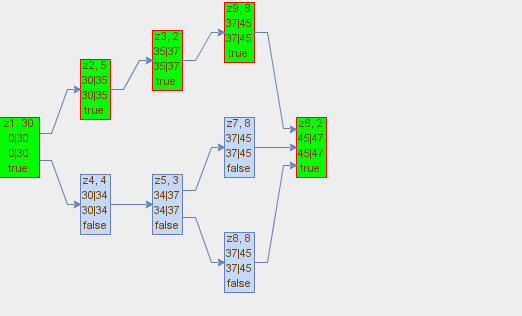 z9, 8
37|45
37|45
true
z3, 2
35|37
35|37
true
z2, 5
30|35
30|35
true
z1, 30
0|30
0|30
true
z7, 8
37|45
37|45
false
z6, 2
45|47
45|47
true
z4, 4
30|34
30|34
false
z5, 3
34|37
34|37
false
z8, 8
37|45
37|45
false